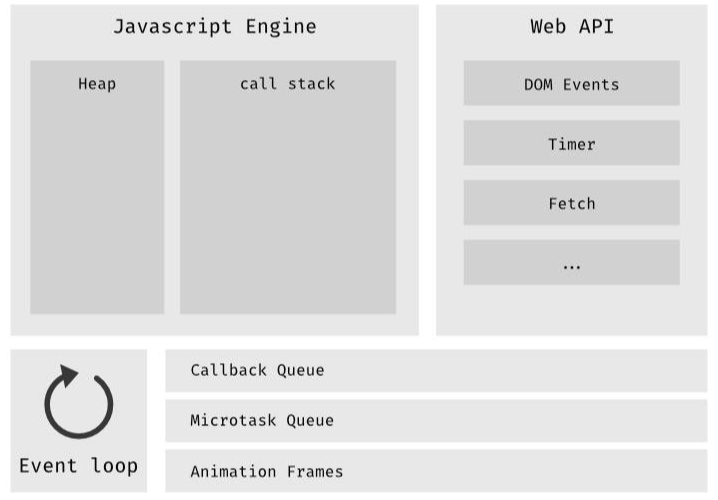 Javascript Engine
Heap
call stack
Web API
DOM Events
Timer
Fetch
...
Event loop
Callback Queue
Microtask Queue
Animation Frames